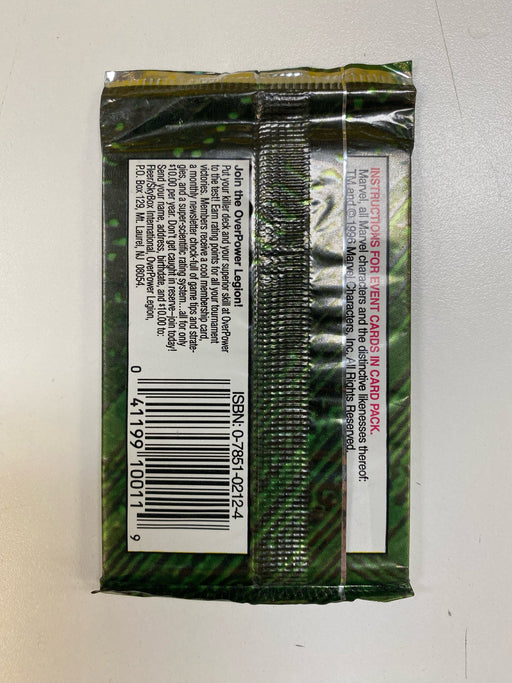 INSTRUCTIONS FOR EVENT CARDS IN CARD PACK.
Marvel, all Marvel characters and the distinctive likenesses thereof:
TM and © 1996 Marvel Characters, Inc. All Rights Reserved.
Join the OverPower Legion!
Put your killer deck and your superior skill at OverPower
to the test! Earn rating points for all your tournament
victories. Members receive a cool membership card,
a monthly newsletter chock-full of game tips and strate-
gies, and a super-scientific rating system...all for only
$10.00 per year. Don't get caught in reserve–join today!
Send your name, address, birthdate, and $10.00 to:
Fleer/SkyBox International, OverPower Legion,
P.O. Box 129 Mt. Laurel, NJ 08054.
ISBN: 0-7851-0212-4
0 41199 10011 9